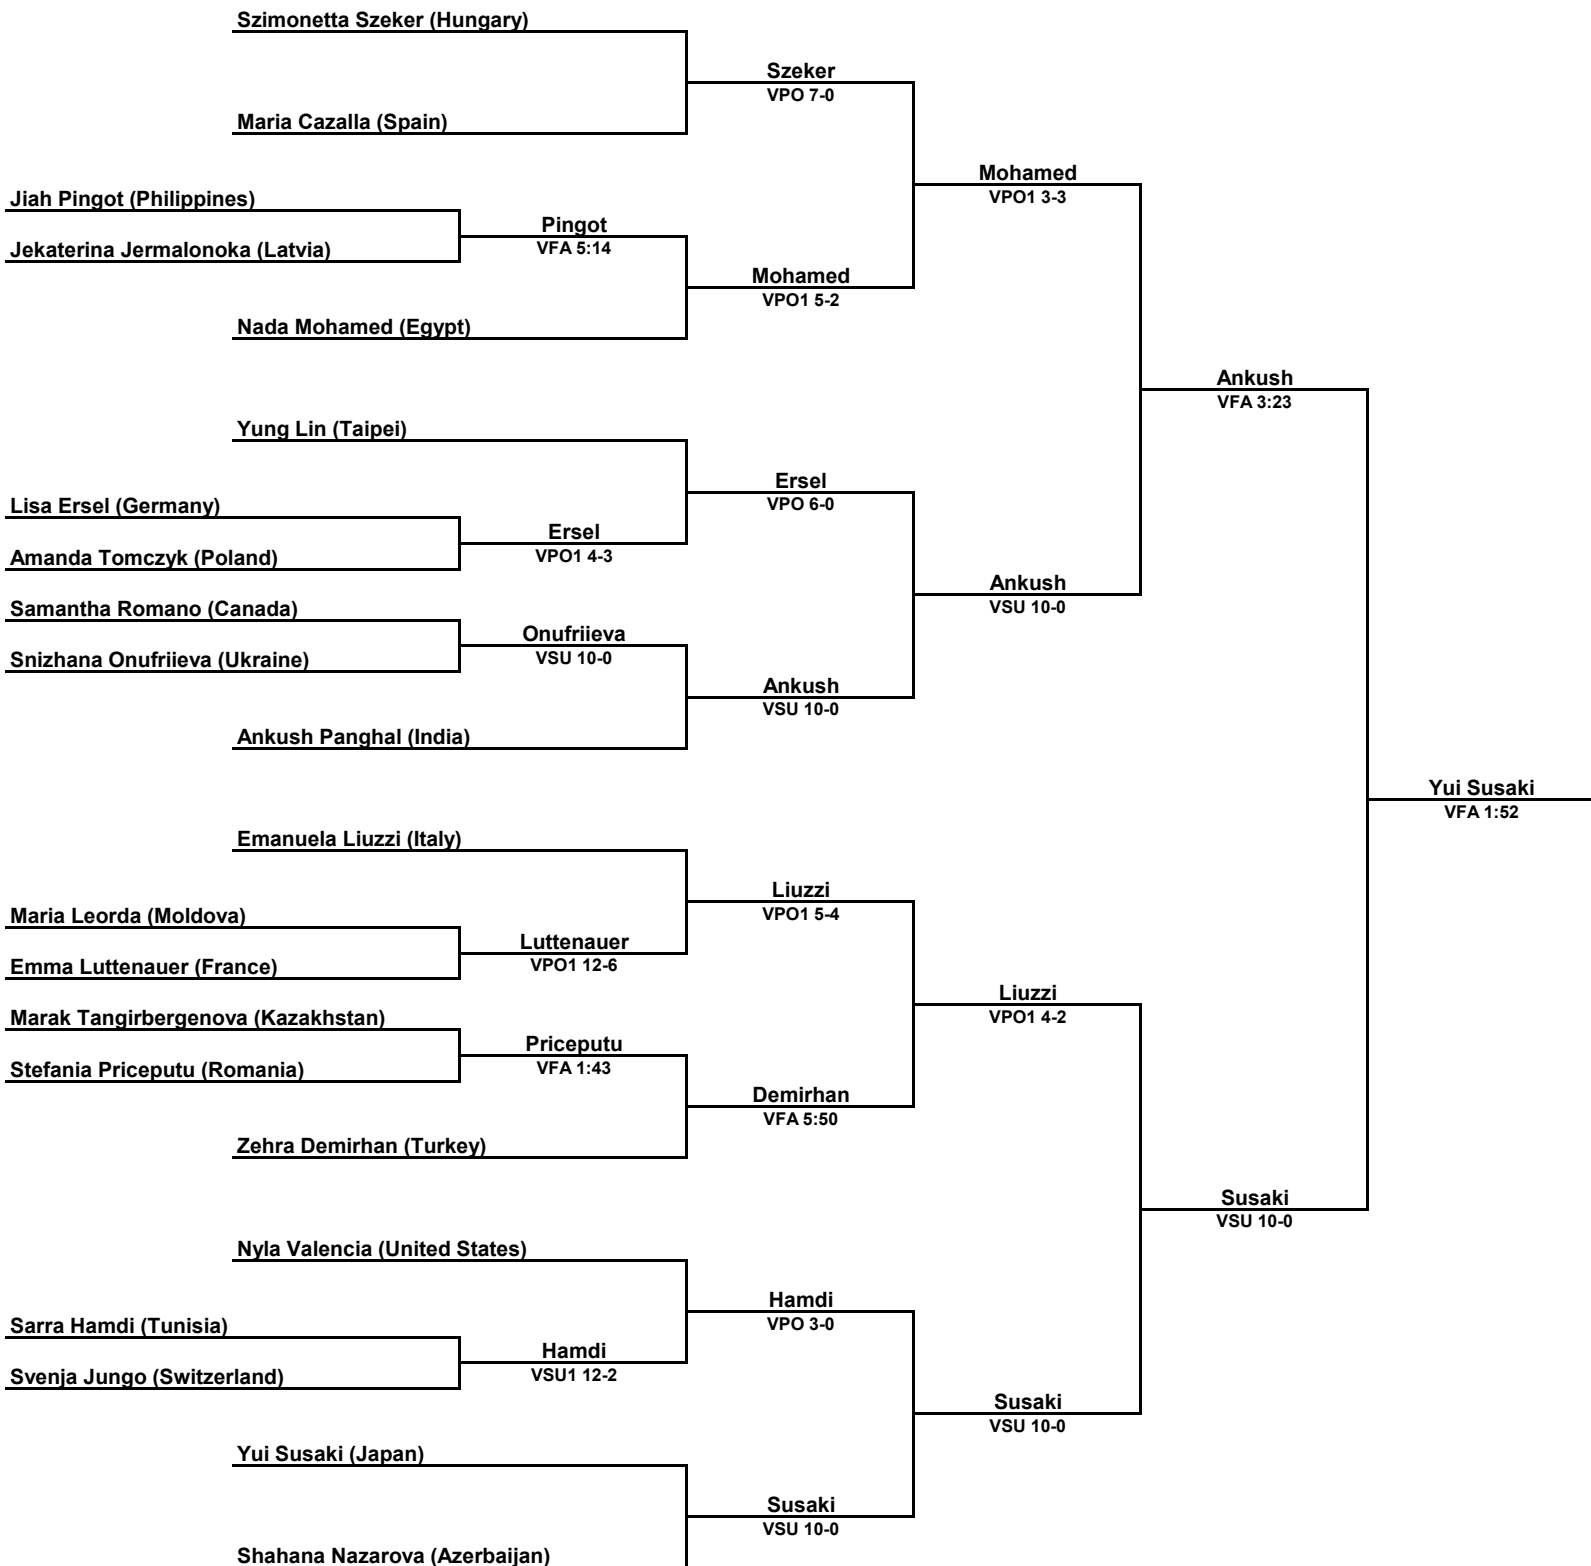 Szimonetta Szeker (Hungary)
Szeker
VPO 7-0
Maria Cazalla (Spain)
Mohamed
VPO1 3-3
Jiah Pingot (Philippines)
Pingot
VFA 5:14
Jekaterina Jermalonoka (Latvia)
Mohamed
VPO1 5-2
Nada Mohamed (Egypt)
Ankush
VFA 3:23
Yung Lin (Taipei)
Ersel
VPO 6-0
Lisa Ersel (Germany)
Ersel
VPO1 4-3
Amanda Tomczyk (Poland)
Ankush
VSU 10-0
Samantha Romano (Canada)
Onufriieva
VSU 10-0
Snizhana Onufriieva (Ukraine)
Ankush
VSU 10-0
Ankush Panghal (India)
Yui Susaki
VFA 1:52
Emanuela Liuzzi (Italy)
Liuzzi
VPO1 5-4
Maria Leorda (Moldova)
Luttenauer
VPO1 12-6
Emma Luttenauer (France)
Liuzzi
VPO1 4-2
Marak Tangirbergenova (Kazakhstan)
Priceputu
VFA 1:43
Stefania Priceputu (Romania)
Demirhan
VFA 5:50
Zehra Demirhan (Turkey)
Susaki
VSU 10-0
Nyla Valencia (United States)
Hamdi
VPO 3-0
Sarra Hamdi (Tunisia)
Hamdi
VSU1 12-2
Svenja Jungo (Switzerland)
Susaki
VSU 10-0
Yui Susaki (Japan)
Susaki
VSU 10-0
Shahana Nazarova (Azerbaijan)